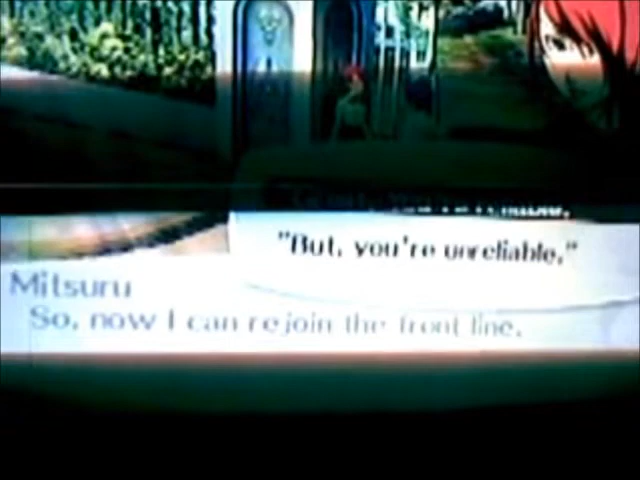 "But, you're unreliable."
Mitsuru
So, now I can rejoin the front line.